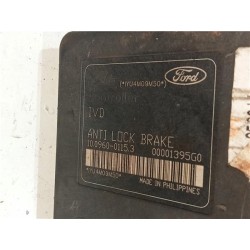 Ford
IVD
ANTI LOCK BRAKE
10.0960-0115.3
00001395G0
MADE IN PHILIPPINES